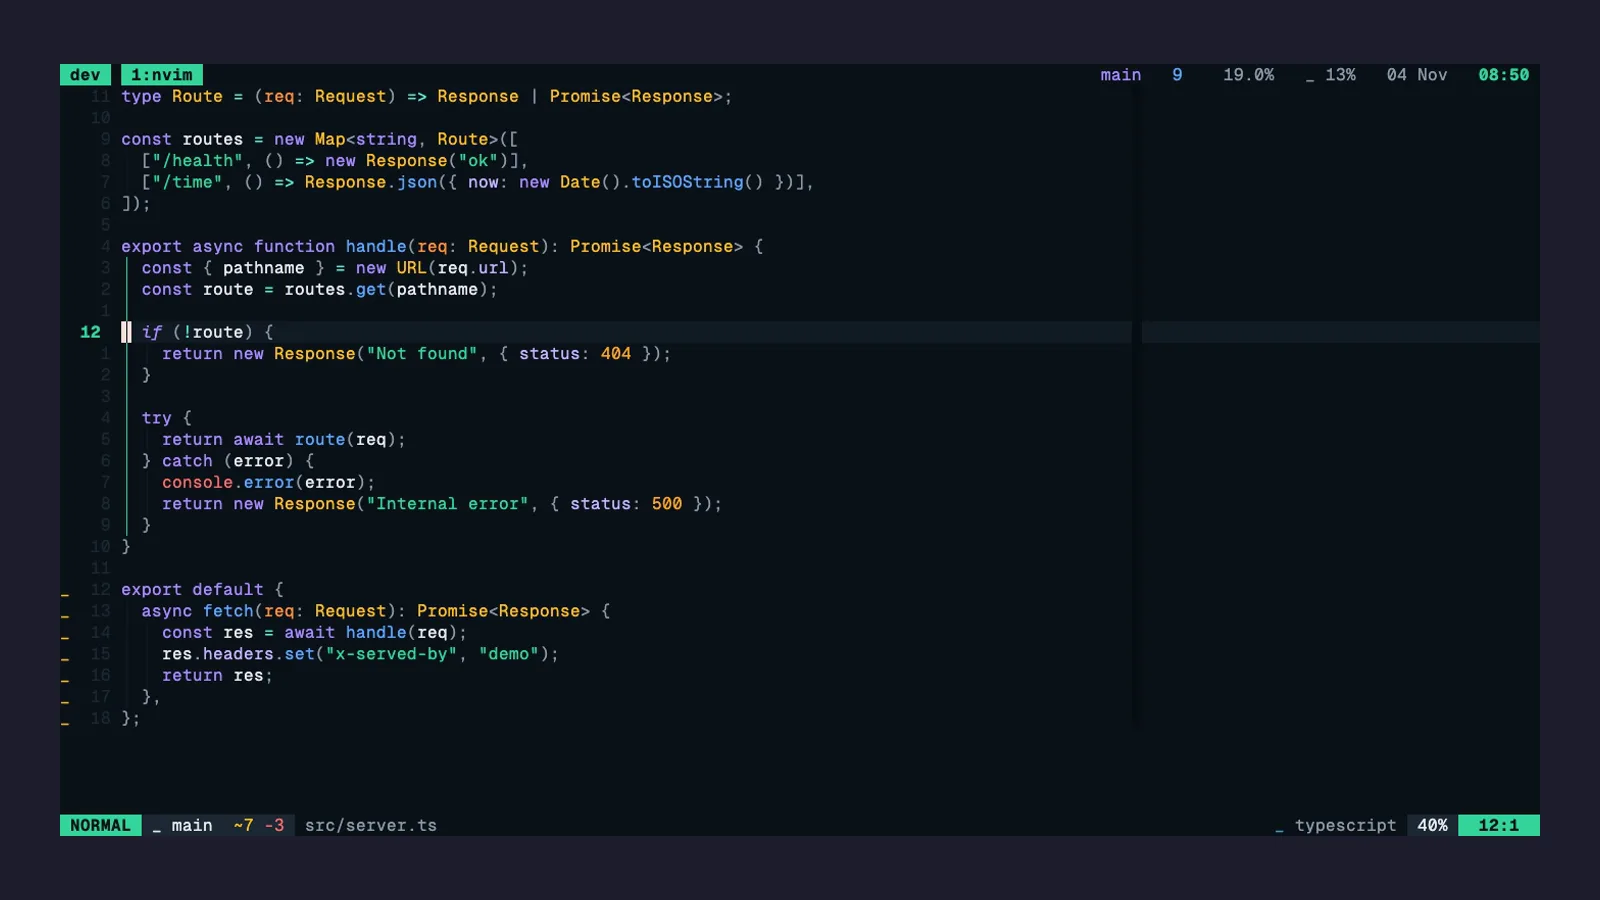 dev 1:nvim main 9 19.0% _ 13% 04 Nov 08:50
11 type Route = (req: Request) => Response | Promise<Response>;
10
9 const routes = new Map<string, Route>([
8 ["/health", () => new Response("ok")],
7 ["/time", () => Response.json({ now: new Date().toISOString() })],
6 ]);
5
4 export async function handle(req: Request): Promise<Response> {
3 const { pathname } = new URL(req.url);
2 const route = routes.get(pathname);
1
12 if (!route) {
1 return new Response("Not found", { status: 404 });
2 }
3
4 try {
5 return await route(req);
6 } catch (error) {
7 console.error(error);
8 return new Response("Internal error", { status: 500 });
9 }
10 }
11
_ 12 export default {
_ 13 async fetch(req: Request): Promise<Response> {
_ 14 const res = await handle(req);
_ 15 res.headers.set("x-served-by", "demo");
_ 16 return res;
_ 17 },
_ 18 };
NORMAL _ main ~7 -3 src/server.ts _ typescript 40% 12:1